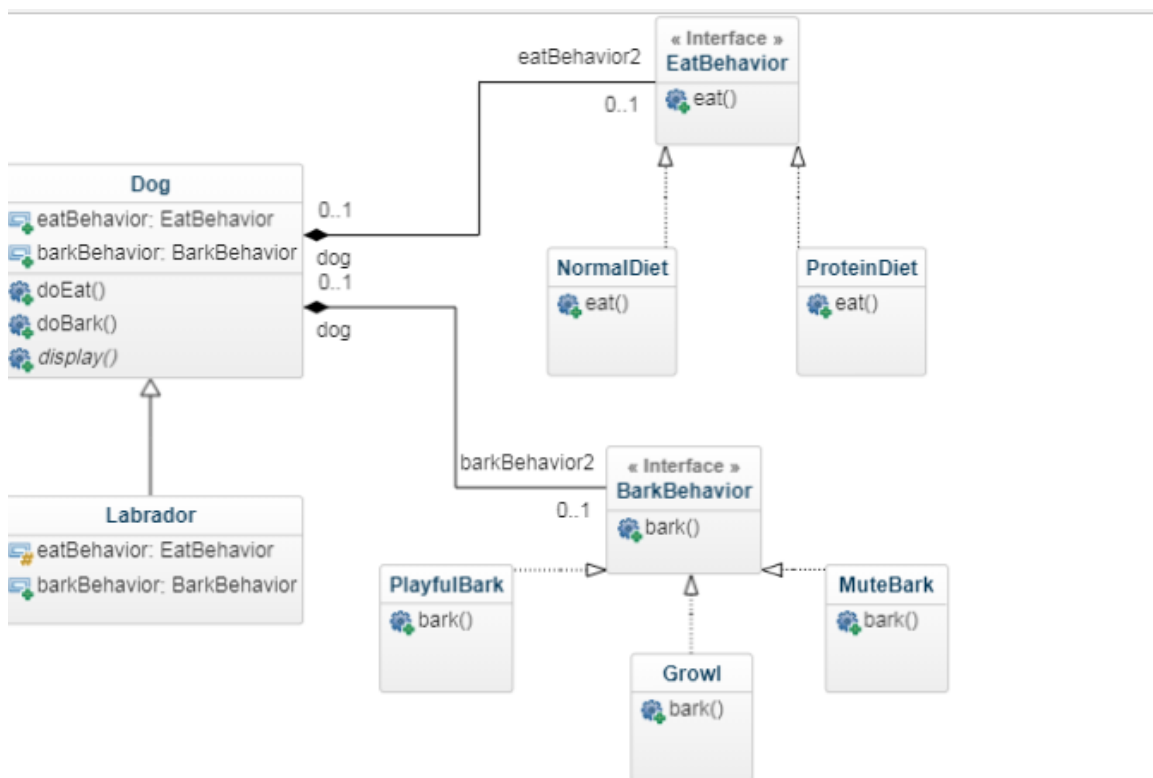 « Interface »
EatBehavior
eat()
eatBehavior2
0..1
Dog
eatBehavior: EatBehavior
barkBehavior: BarkBehavior
doEat()
doBark()
display()
0..1
dog
0..1
dog
NormalDiet
eat()
ProteinDiet
eat()
barkBehavior2
0..1
« Interface »
BarkBehavior
bark()
Labrador
eatBehavior: EatBehavior
barkBehavior: BarkBehavior
PlayfulBark
bark()
MuteBark
bark()
Growl
bark()